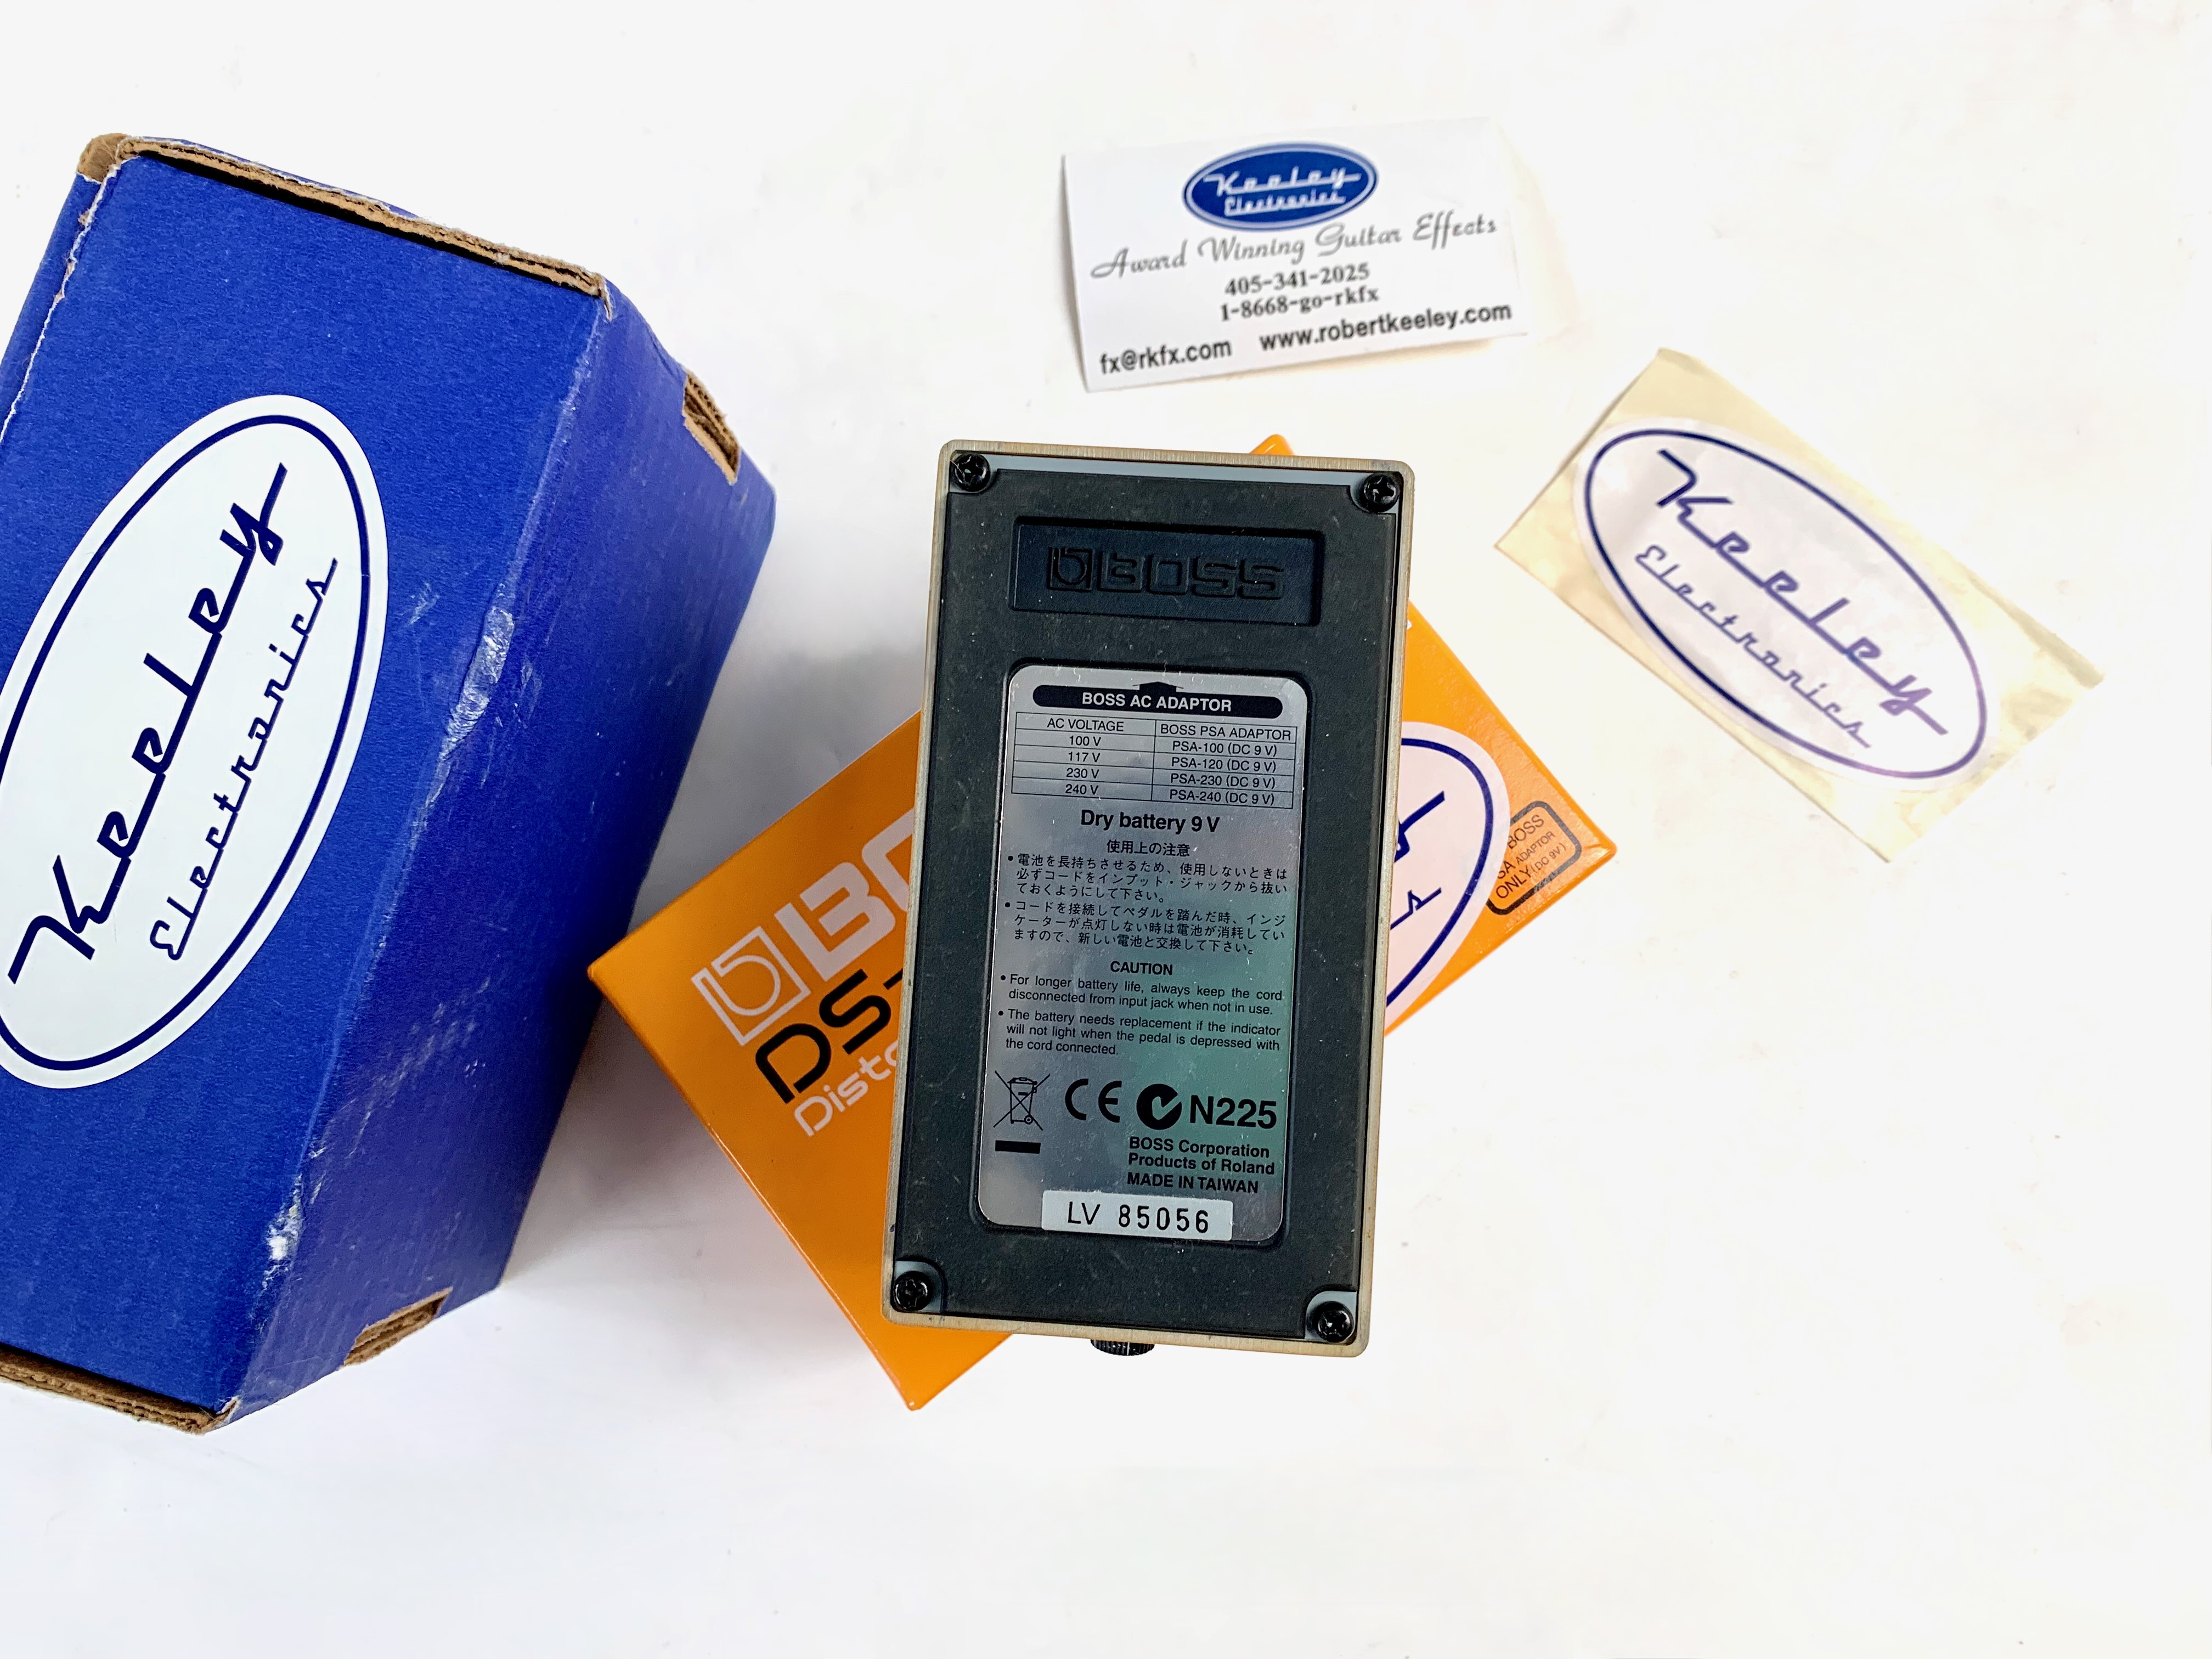 Keeley
Electronics
Keeley
Electronics
Award Winning Guitar Effects
405-341-2025
1-8668-go-rkfx
fx@rkfx.com www.robertkeeley.com
Keeley
Electronics
BOSS
BOSS AC ADAPTOR
AC VOLTAGE BOSS PSA ADAPTOR
100 V PSA-100 (DC 9 V)
117 V PSA-120 (DC 9 V)
230 V PSA-230 (DC 9 V)
240 V PSA-240 (DC 9 V)
Dry battery 9 V
使用上の注意
• 電池を長持ちさせるため、使用しないときは
必ずコードをインプット・ジャックから抜い
ておくようにして下さい。
• コードを接続してペダルを踏んだ時、インジ
ケーターが点灯しない時は電池が消耗してい
ますので、新しい電池と交換して下さい。
CAUTION
• For longer battery life, always keep the cord
disconnected from input jack when not in use.
• The battery needs replacement if the indicator
will not light when the pedal is depressed with
the cord connected.
CE N225
BOSS Corporation
Products of Roland
MADE IN TAIWAN
LV 85056
DS-
BOSS
ADAPTOR
ONLY (DC 9V)